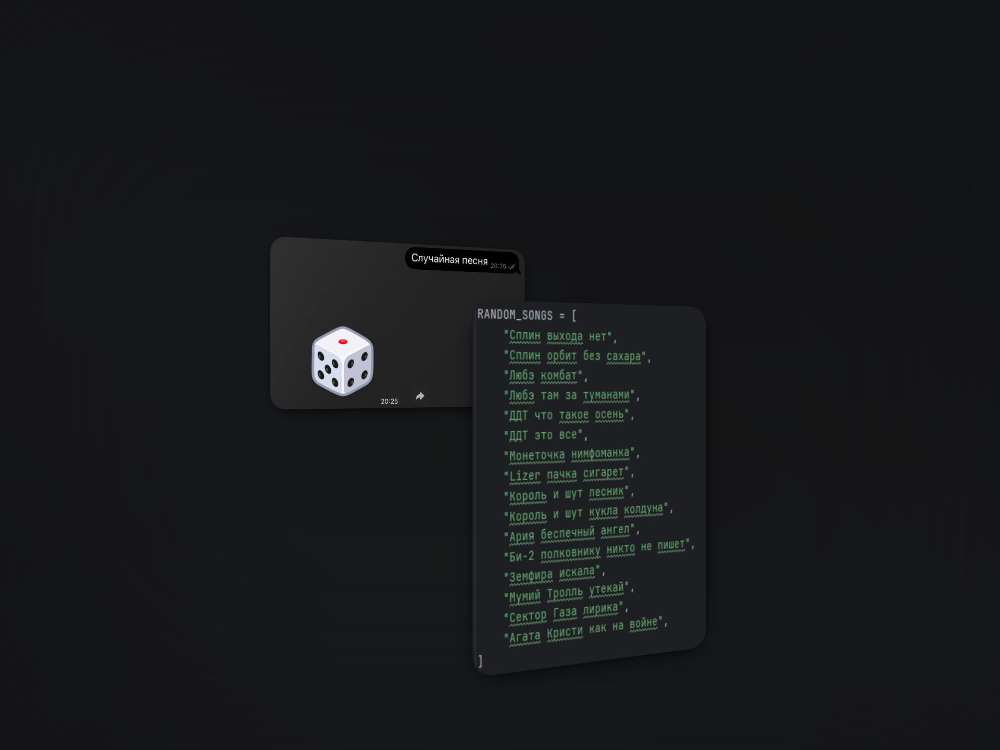 Случайная песня 20:25
20:25
RANDOM_SONGS = [
"Сплин выхода нет",
"Сплин орбит без сахара",
"Любэ комбат",
"Любэ там за туманами",
"ДДТ что такое осень",
"ДДТ это все",
"Монеточка нимфоманка",
"Lizer пачка сигарет",
"Король и шут лесник",
"Король и шут кукла колдуна",
"Ария беспечный ангел",
"Би-2 полковнику никто не пишет",
"Земфира искала",
"Мумий Тролль утекай",
"Сектор Газа лирика",
"Агата Кристи как на войне",
]